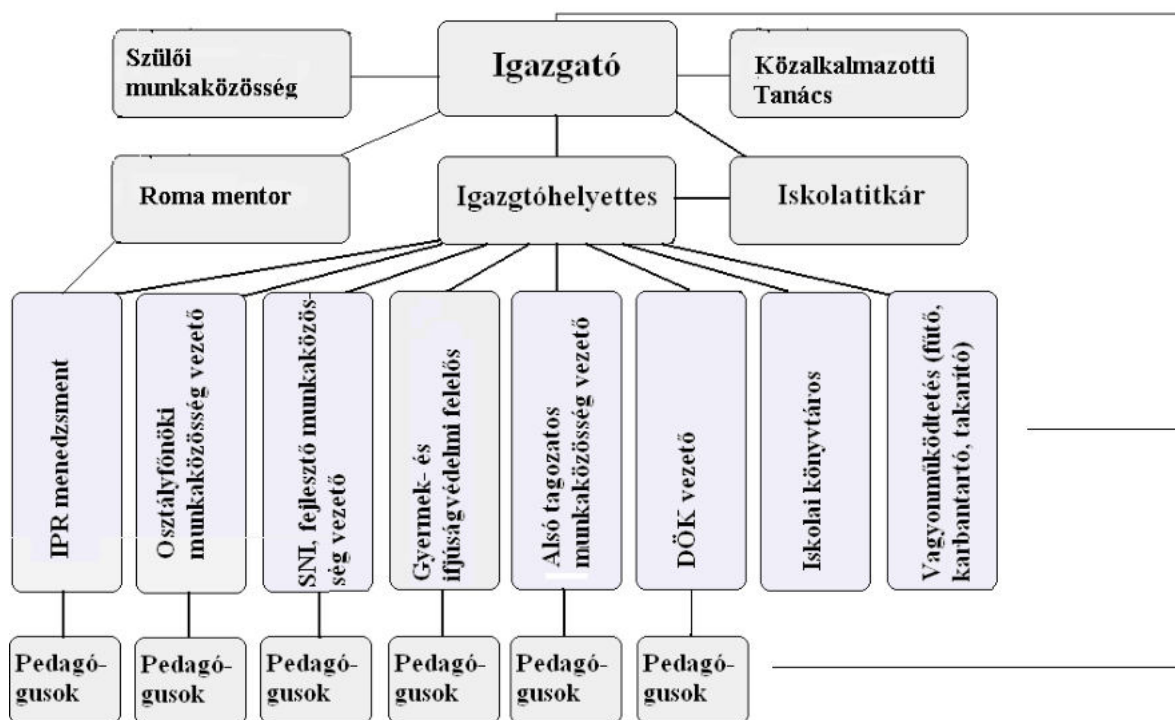 Szülői
munkaközösség
Igazgató
Közalkalmazotti
Tanács
Roma mentor
Igazgtóhelyettes
Iskolatitkár
IPR menedzsment
Osztályfőnöki
munkaközösség vezető
SNI, fejlesztő munkaközös-
ség vezető
Gyermek- és
ifjúságvédelmi felelős
Alsó tagozatos
munkaközösség vezető
DÖK vezető
Iskolai könyvtáros
Vagyonműködtetés (fűtő,
karbantartó, takarító)
Pedagó-
gusok
Pedagó-
gusok
Pedagó-
gusok
Pedagó-
gusok
Pedagó-
gusok
Pedagó-
gusok